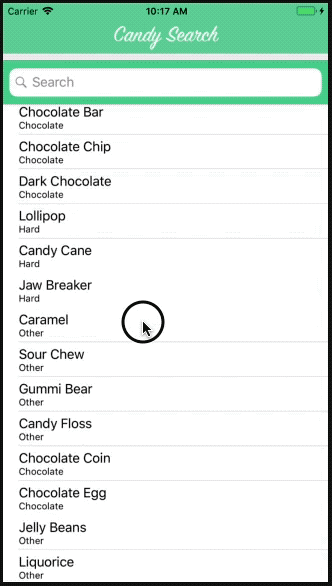 Carrier 10:17 AM
Candy Search
Search
Chocolate Bar
Chocolate
Chocolate Chip
Chocolate
Dark Chocolate
Chocolate
Lollipop
Hard
Candy Cane
Hard
Jaw Breaker
Hard
Caramel
Other
Sour Chew
Other
Gummi Bear
Other
Candy Floss
Other
Chocolate Coin
Chocolate
Chocolate Egg
Chocolate
Jelly Beans
Other
Liquorice
Other